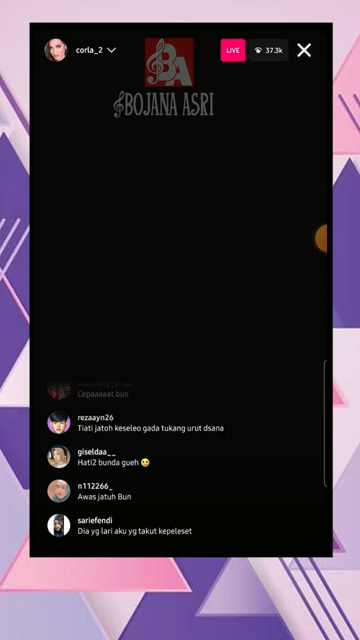 corla_2
LIVE
37.3k
BA
BOJANA ASRI
Cepaaaaat bun
rezaayn26
Tiati jatoh keseleo gada tukang urut dsana
giseldaa__
Hati2 bunda gueh 🥲
n112266_
Awas jatuh Bun
sariefendi
Dia yg lari aku yg takut kepeleset